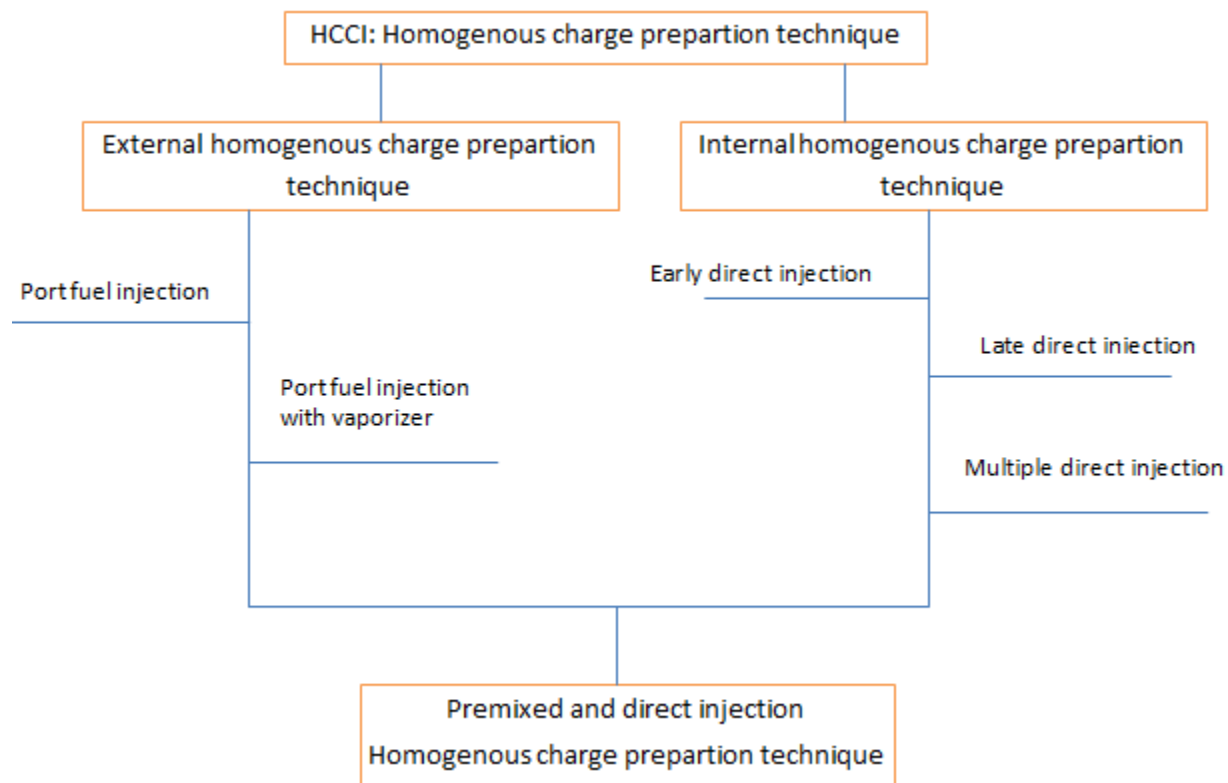 HCCI: Homogenous charge prepartion technique
External homogenous charge prepartion
technique
Internal homogenous charge prepartion
technique
Port fuel injection
Early direct injection
Late direct iniection
Port fuel injection
with vaporizer
Multiple direct injection
Premixed and direct injection
Homogenous charge prepartion technique